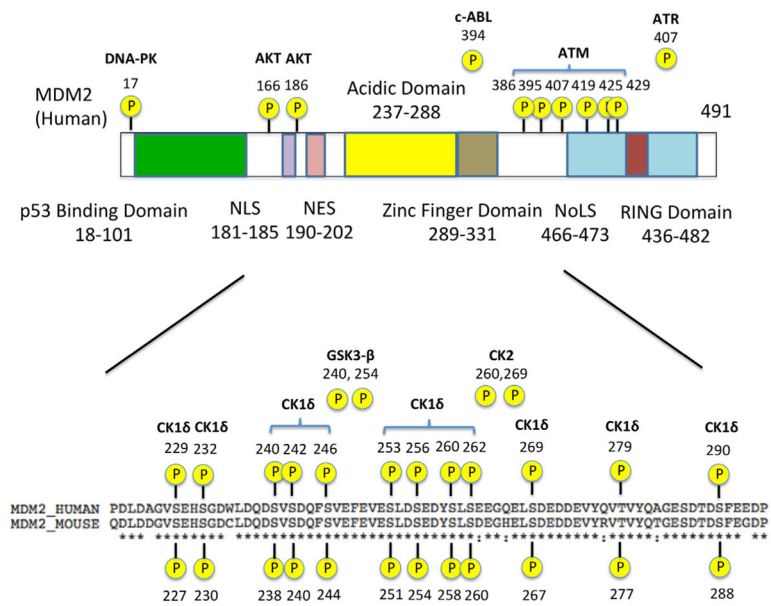 c-ABL ATR
394 407
DNA-PK AKT AKT ATM
17 166 186 Acidic Domain 386 395 407 419 425 429
P P P P P P P P P P P
MDM2
(Human) 237-288 491
p53 Binding Domain NLS NES Zinc Finger Domain NoLS RING Domain
18-101 181-185 190-202 289-331 466-473 436-482
GSK3-β CK2
240, 254 260,269
P P P P
CK1δ CK1δ CK1δ CK1δ CK1δ CK1δ CK1δ
229 232 240 242 246 253 256 260 262 269 279 290
P P P P P P P P P P P P
MDM2_HUMAN PDLDAGVSEHSGDWLDQDSVSDQFSVEFEVESLDSEDYSLSEEGQELSDEDDEVYQVTVYQAGESDTDSFEEDP
MDM2_MOUSE QDLDDGVSEHSGDCLDQDSVSDQFSVEFEVESLDSEDYSLSDEGHELSDEDDEVYRVTVYQTGESDTDSFEGDP
P P P P P P P P P P P P
227 230 238 240 244 251 254 258 260 267 277 288